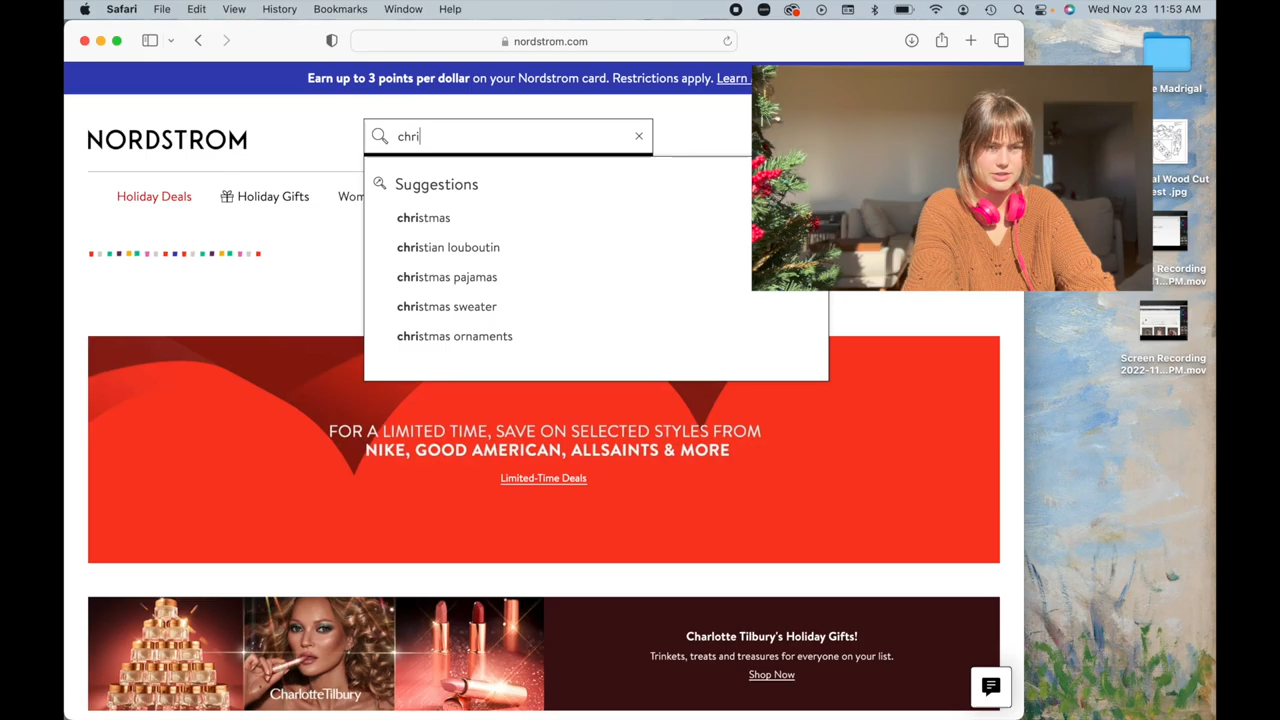 Safari File Edit View History Bookmarks Window Help Wed Nov 23 11:53 AM
nordstrom.com
Earn up to 3 points per dollar on your Nordstrom card. Restrictions apply. Learn
NORDSTROM
chri
Holiday Deals Holiday Gifts Wom
Suggestions
christmas
christian louboutin
christmas pajamas
christmas sweater
christmas ornaments
FOR A LIMITED TIME, SAVE ON SELECTED STYLES FROM
NIKE, GOOD AMERICAN, ALLSAINTS & MORE
Limited-Time Deals
Charlotte Tilbury
Charlotte Tilbury's Holiday Gifts!
Trinkets, treats and treasures for everyone on your list.
Shop Now
e Madrigal
al Wood Cut
est .jpg
Recording
1...PM.mov
Screen Recording
2022-11...PM.mov